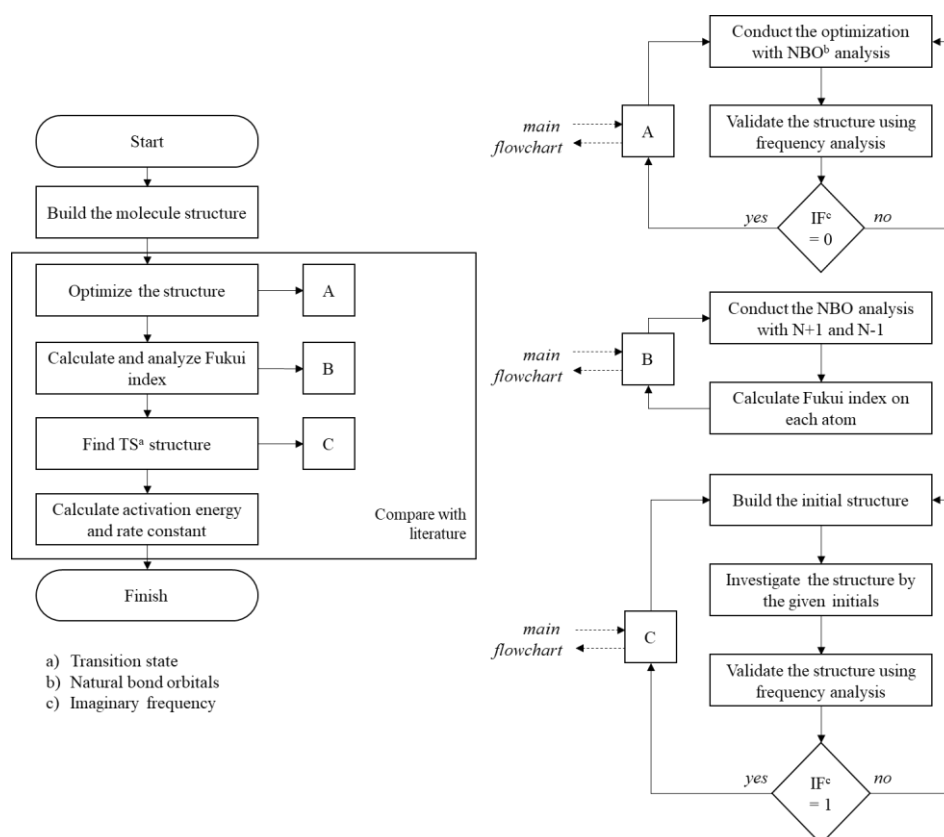 Start
Build the molecule structure
Optimize the structure
A
Calculate and analyze Fukui
index
B
Find TSᵃ structure
C
Calculate activation energy
and rate constant
Compare with
literature
Finish
a) Transition state
b) Natural bond orbitals
c) Imaginary frequency
Conduct the optimization
with NBOᵇ analysis
main
flowchart
A
Validate the structure using
frequency analysis
yes
IFᶜ
= 0
no
Conduct the NBO analysis
with N+1 and N-1
main
flowchart
B
Calculate Fukui index on
each atom
Build the initial structure
Investigate the structure by
the given initials
main
flowchart
C
Validate the structure using
frequency analysis
yes
IFᶜ
= 1
no